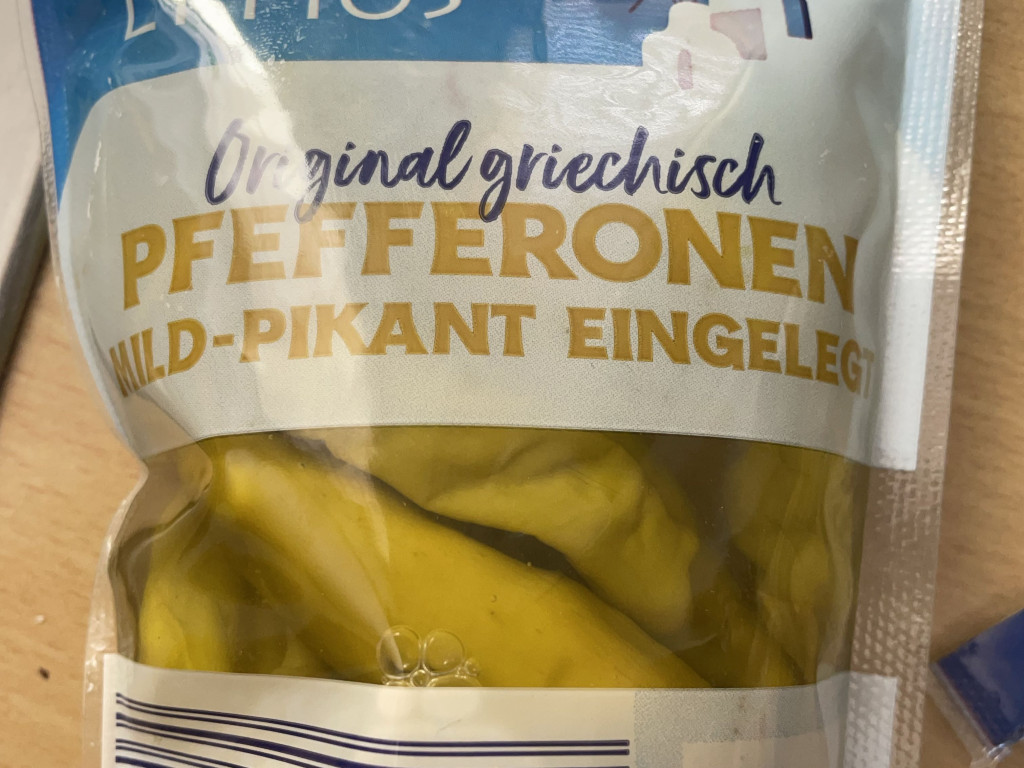 Original griechisch
PFEFFERONEN
MILD-PIKANT EINGELEGT